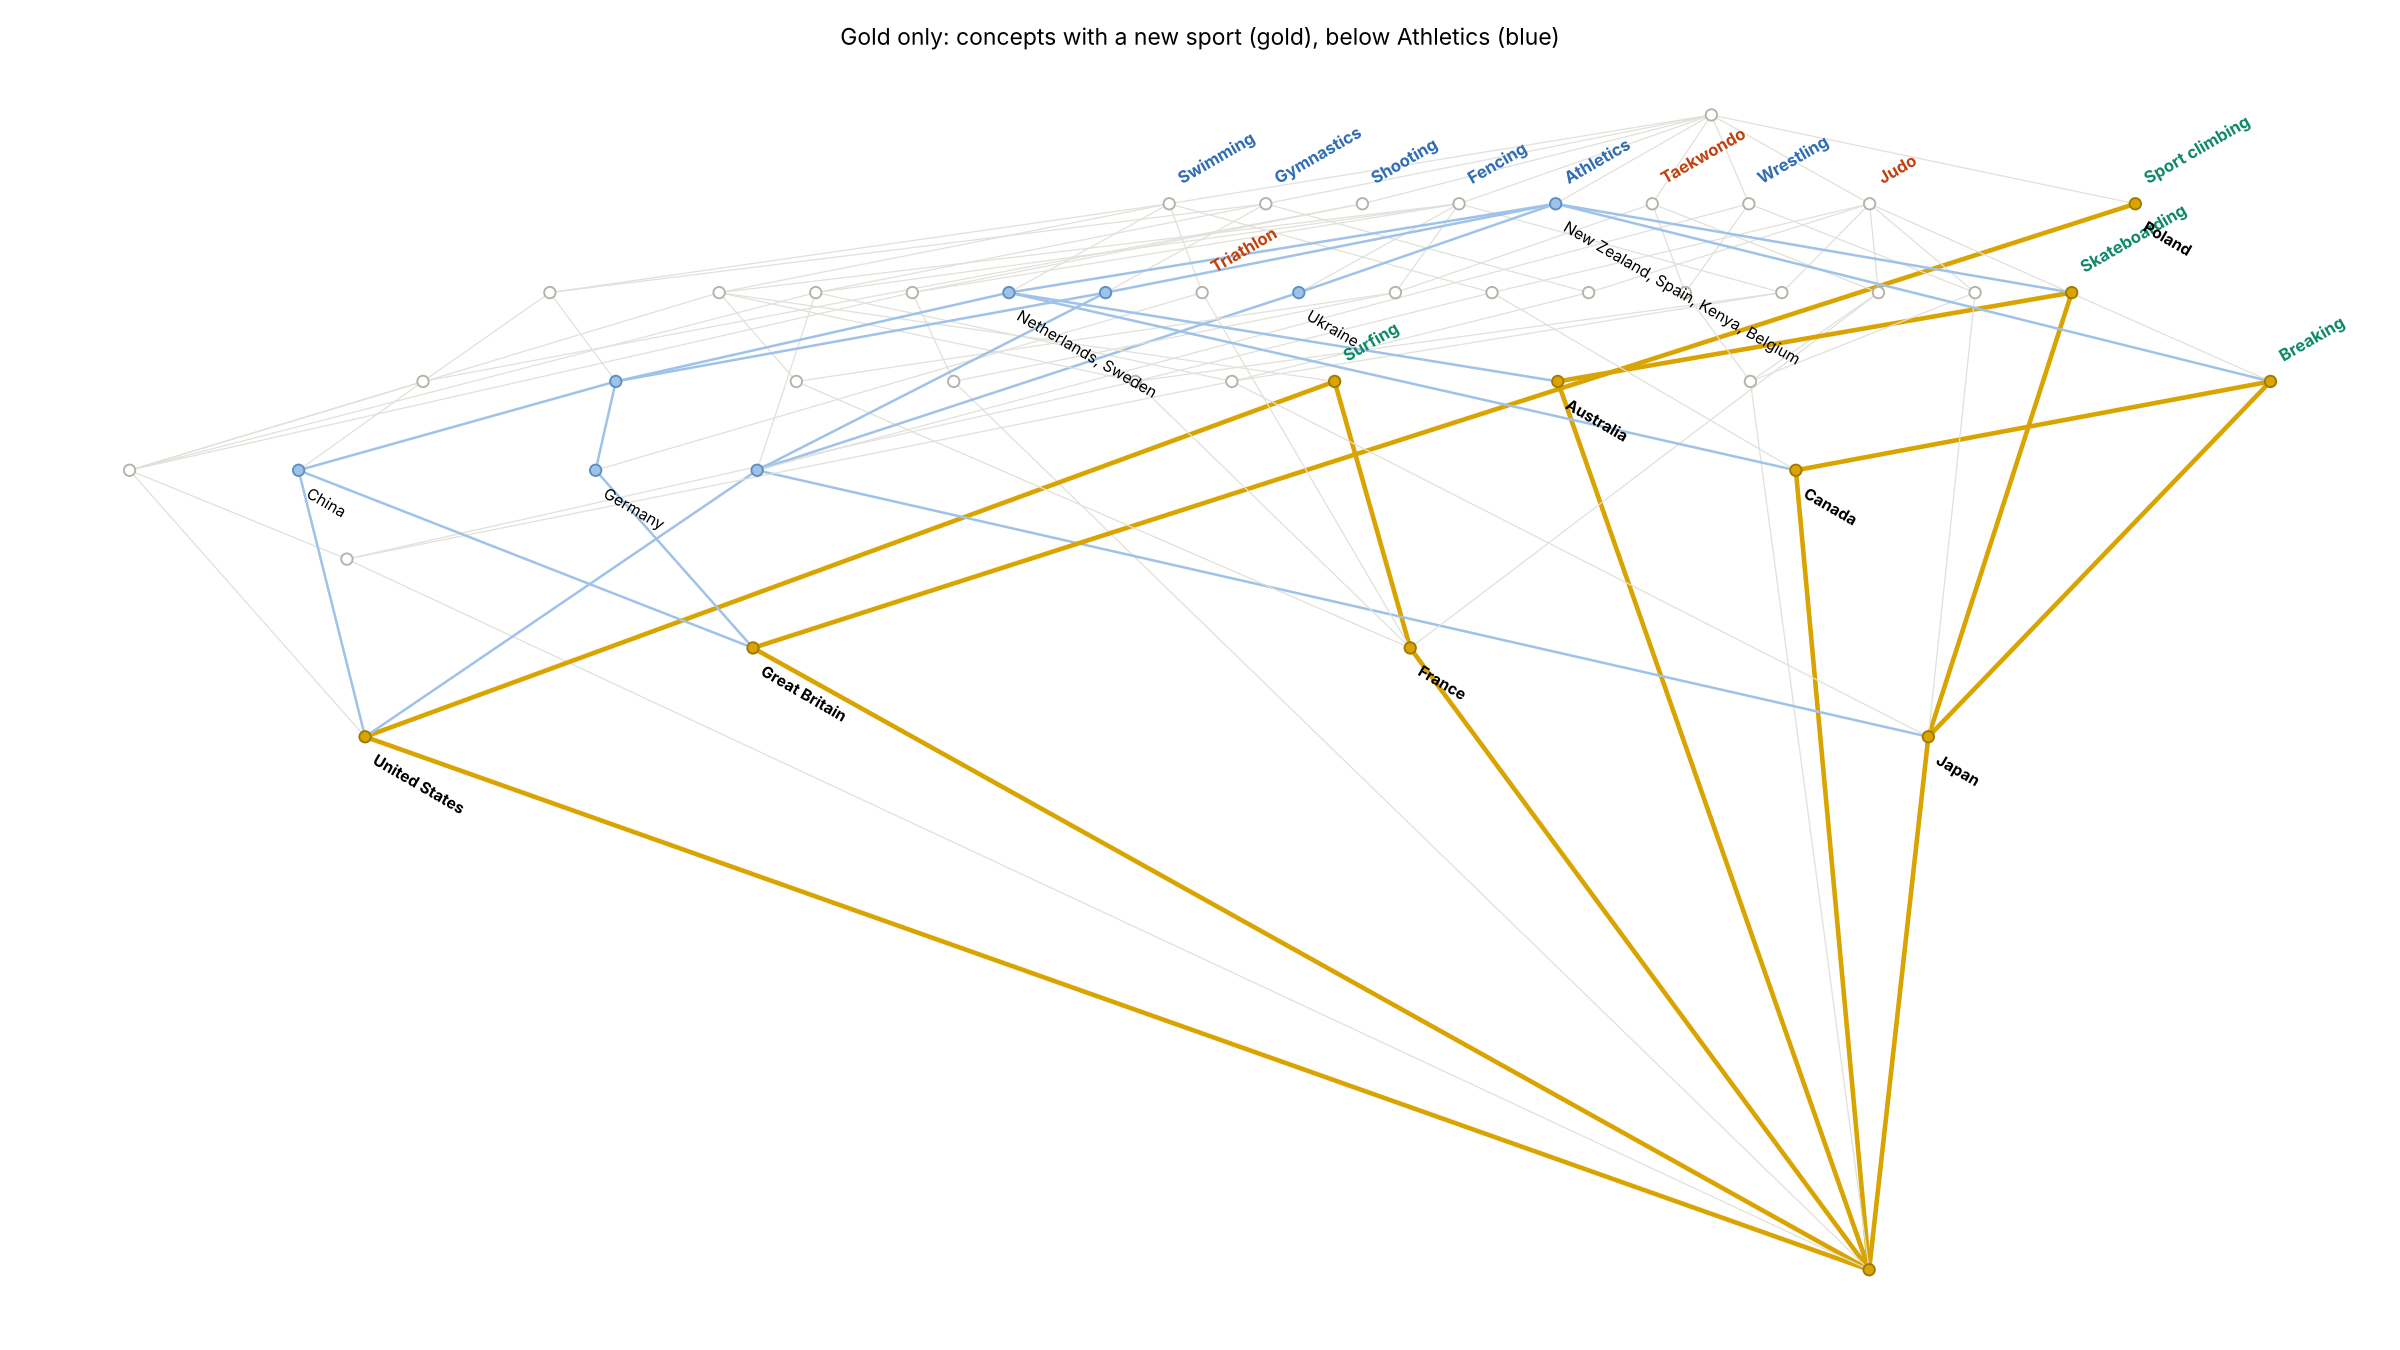 Gold only: concepts with a new sport (gold), below Athletics (blue)
Swimming
Gymnastics
Shooting
Fencing
Athletics
Taekwondo
Wrestling
Judo
Sport climbing
Triathlon
New Zealand, Spain, Kenya, Belgium
Skateboarding
Poland
Netherlands, Sweden
Ukraine
Surfing
Breaking
Australia
China
Germany
Canada
Great Britain
France
United States
Japan